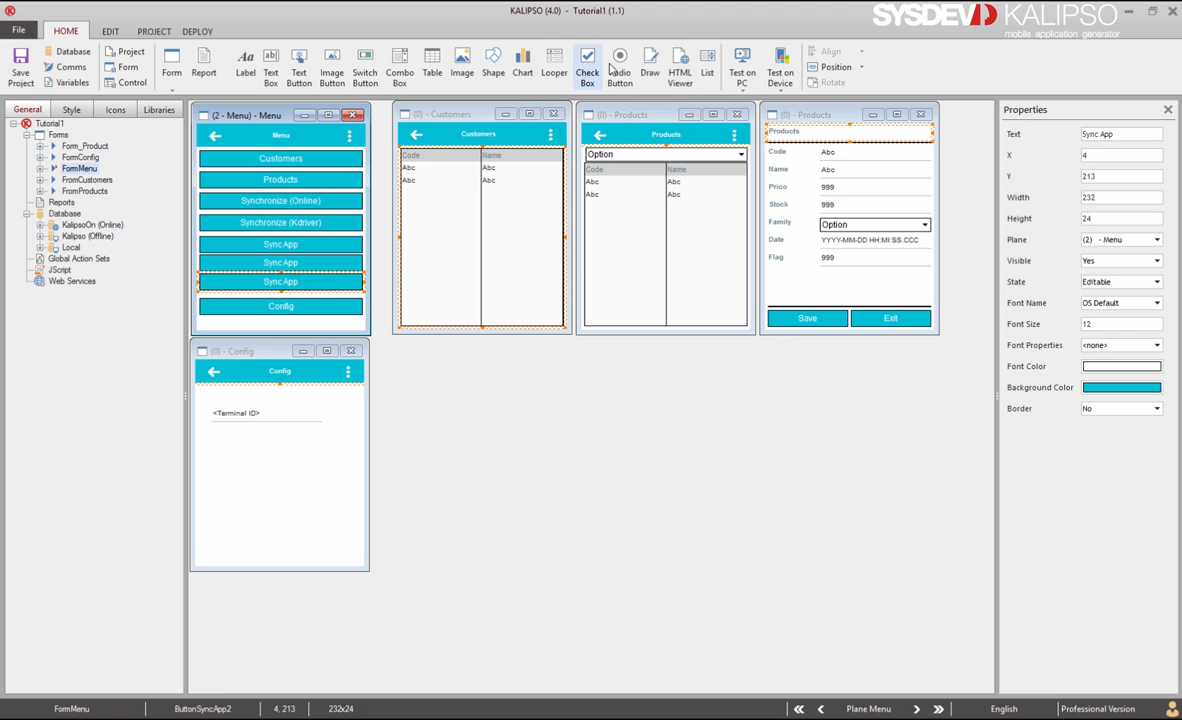 KALIPSO (4.0) - Tutorial1 (1.1)
SYSDEV KALIPSO
mobile application generator
File HOME EDIT PROJECT DEPLOY
Save Project
Database
Comms
Variables
Project
Form
Control
Form
Report
Label
Text Box
Text Button
Image Button
Switch Button
Combo Box
Table
Image
Shape
Chart
Looper
Check Box
Radio Button
Draw
HTML Viewer
List
Test on PC
Test on Device
Align
Position
Rotate
General Style Icons Libraries
Tutorial1
Forms
Form_Product
FormConfig
FormMenu
FromCustomers
FromProducts
Reports
Database
KalipsoOn (Online)
Kalipso (Offline)
Local
Global Action Sets
JScript
Web Services
(2 - Menu) - Menu
Menu
Customers
Products
Synchronize (Online)
Synchronize (Kdriver)
SyncApp
SyncApp
SyncApp
Config
(0) - Customers
Customers
Code Name
Abc Abc
Abc Abc
(0) - Products
Products
Option
Code Name
Abc Abc
Abc Abc
(0) - Products
Products
Code Abc
Name Abc
Price 999
Stock 999
Family Option
Date YYYY-MM-DD HH:MI:SS.CCC
Flag 999
Save Exit
(0) - Config
Config
<Terminal ID>
Properties
Text Sync App
X 4
Y 213
Width 232
Height 24
Plane (2) - Menu
Visible Yes
State Editable
Font Name OS Default
Font Size 12
Font Properties <none>
Font Color
Background Color
Border No
FormMenu ButtonSyncApp2 4, 213 232x24 Plane Menu English Professional Version